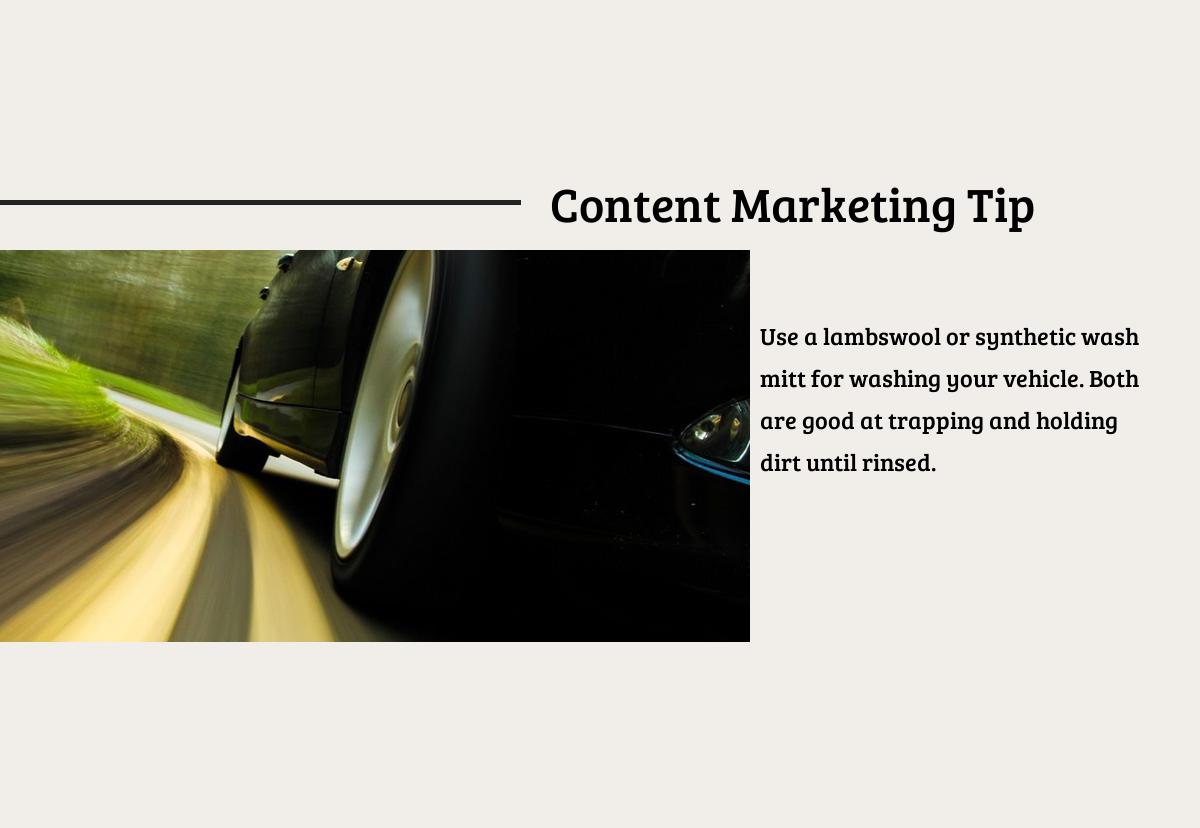 Content Marketing Tip
Use a lambswool or synthetic wash
mitt for washing your vehicle. Both
are good at trapping and holding
dirt until rinsed.